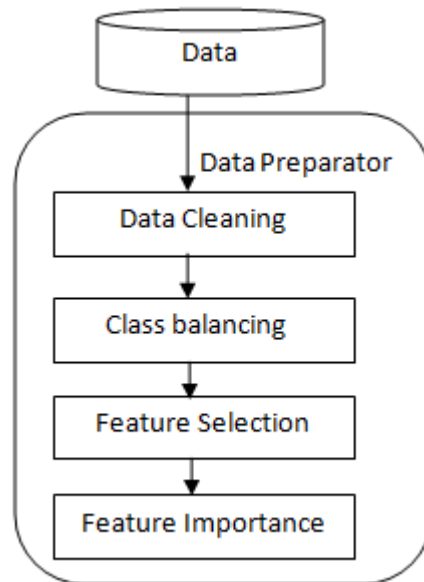 Data
Data Preparator
Data Cleaning
Class balancing
Feature Selection
Feature Importance